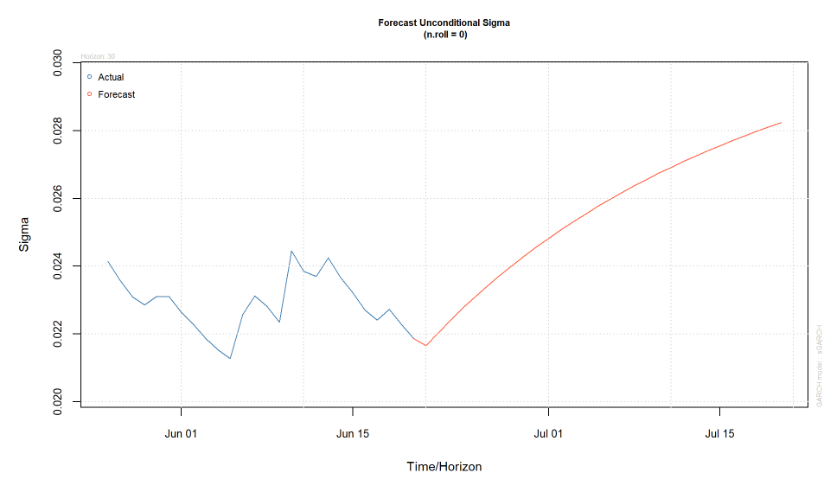 Forecast Unconditional Sigma
(n.roll = 0)
Horizon: 30
Actual
Forecast
0.030
0.028
0.026
0.024
0.022
0.020
Sigma
Jun 01
Jun 15
Jul 01
Jul 15
Time/Horizon
GARCH model : sGARCH